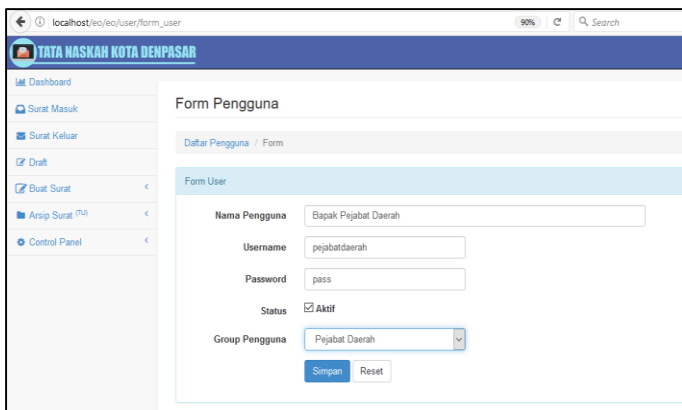 localhost/eo/eo/user/form_user 90% Search
TATA NASKAH KOTA DENPASAR
Dashboard
Surat Masuk
Surat Keluar
Draft
Buat Surat
Arsip Surat (TU)
Control Panel
Form Pengguna
Daftar Pengguna / Form
Form User
Nama Pengguna Bapak Pejabat Daerah
Username pejabatdaerah
Password pass
Status Aktif
Group Pengguna Pejabat Daerah
Simpan Reset